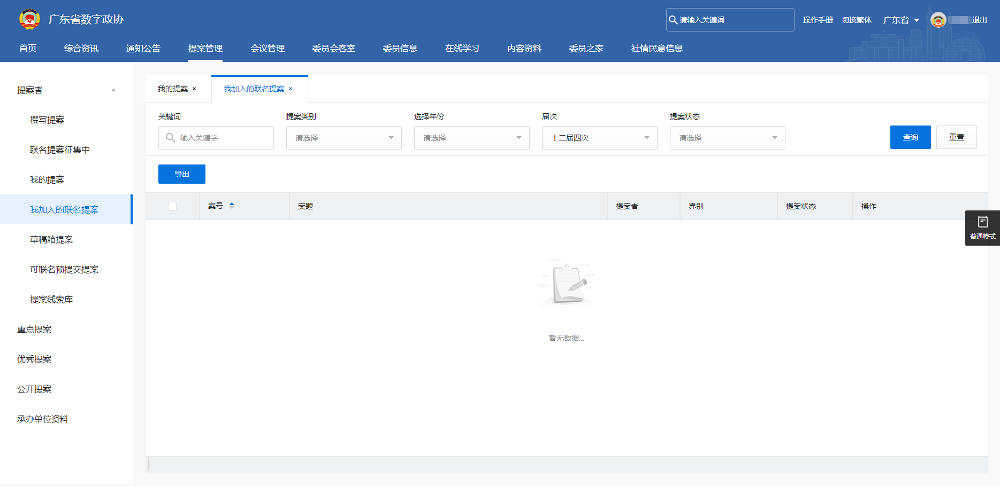 广东省数字政协
请输入关键词
操作手册 切换繁体 广东省 退出
首页 综合资讯 通知公告 提案管理 会议管理 委员会客室 委员信息 在线学习 内容资料 委员之家 社情民意信息
提案者
撰写提案
联名提案征集中
我的提案
我加入的联名提案
草稿箱提案
可联名预提交提案
提案线索库
重点提案
优秀提案
公开提案
承办单位资料
我的提案 × 我加入的联名提案 ×
关键词 提案类别 选择年份 届次 提案状态
输入关键字 请选择 请选择 十二届四次 请选择 查询 重置
导出
案号 案题 提案者 界别 提案状态 操作
普通模式
暂无数据...